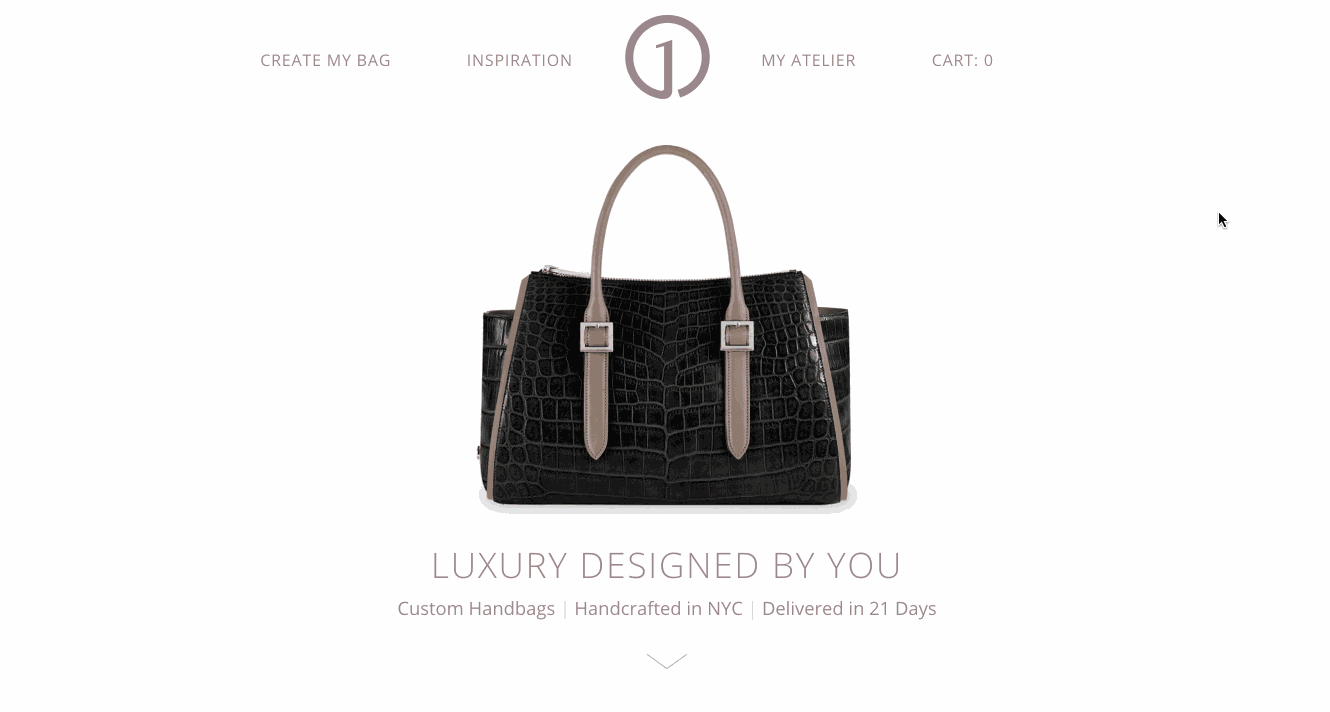 CREATE MY BAG INSPIRATION 1 MY ATELIER CART: 0
LUXURY DESIGNED BY YOU
Custom Handbags | Handcrafted in NYC | Delivered in 21 Days